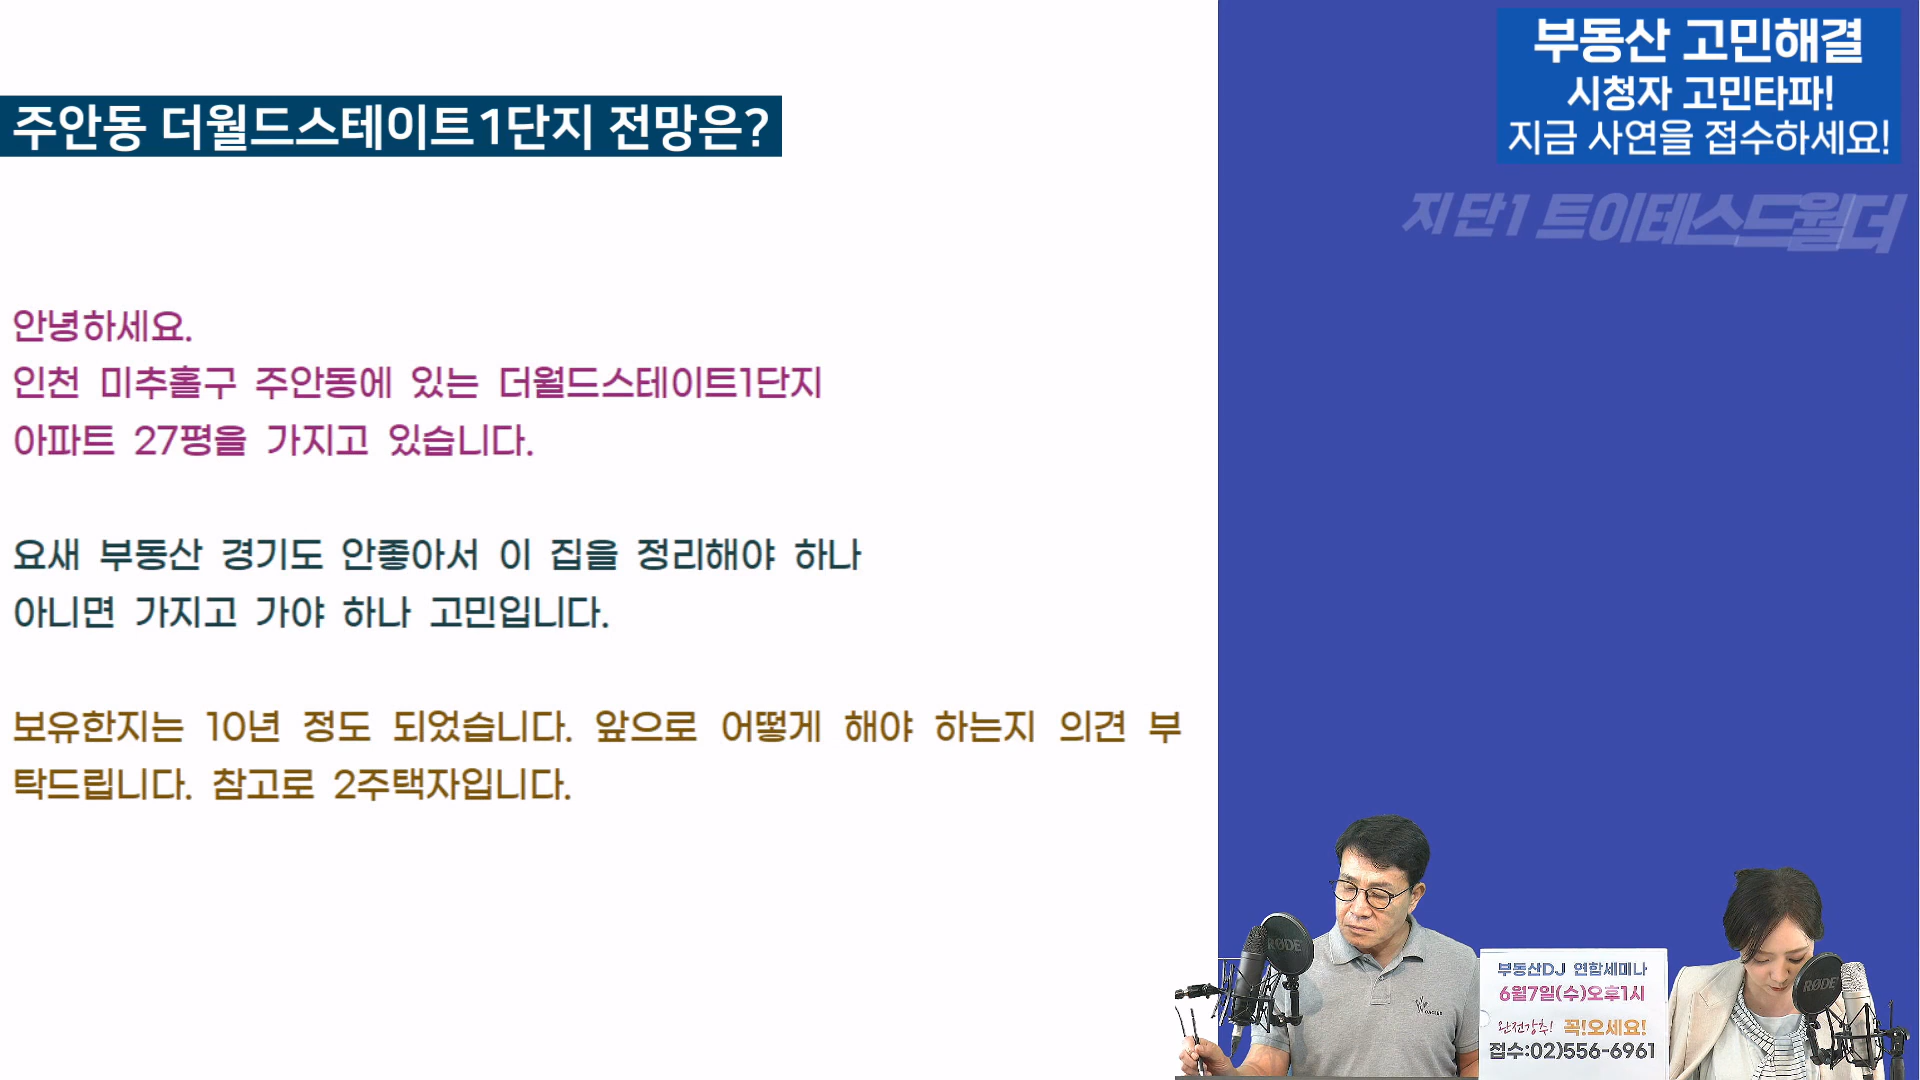 주안동 더월드스테이트1단지 전망은?
안녕하세요.
인천 미추홀구 주안동에 있는 더월드스테이트1단지
아파트 27평을 가지고 있습니다.
요새 부동산 경기도 안좋아서 이 집을 정리해야 하나
아니면 가지고 가야 하나 고민입니다.
보유한지는 10년 정도 되었습니다. 앞으로 어떻게 해야 하는지 의견 부
탁드립니다. 참고로 2주택자입니다.
부동산 고민해결
시청자 고민타파!
지금 사연을 접수하세요!
지단1 트이테스드월더
RØDE
부동산DJ 연합세미나
6월7일(수)오후1시
완전강추! 꼭!오세요!
접수:02)556-6961
RØDE